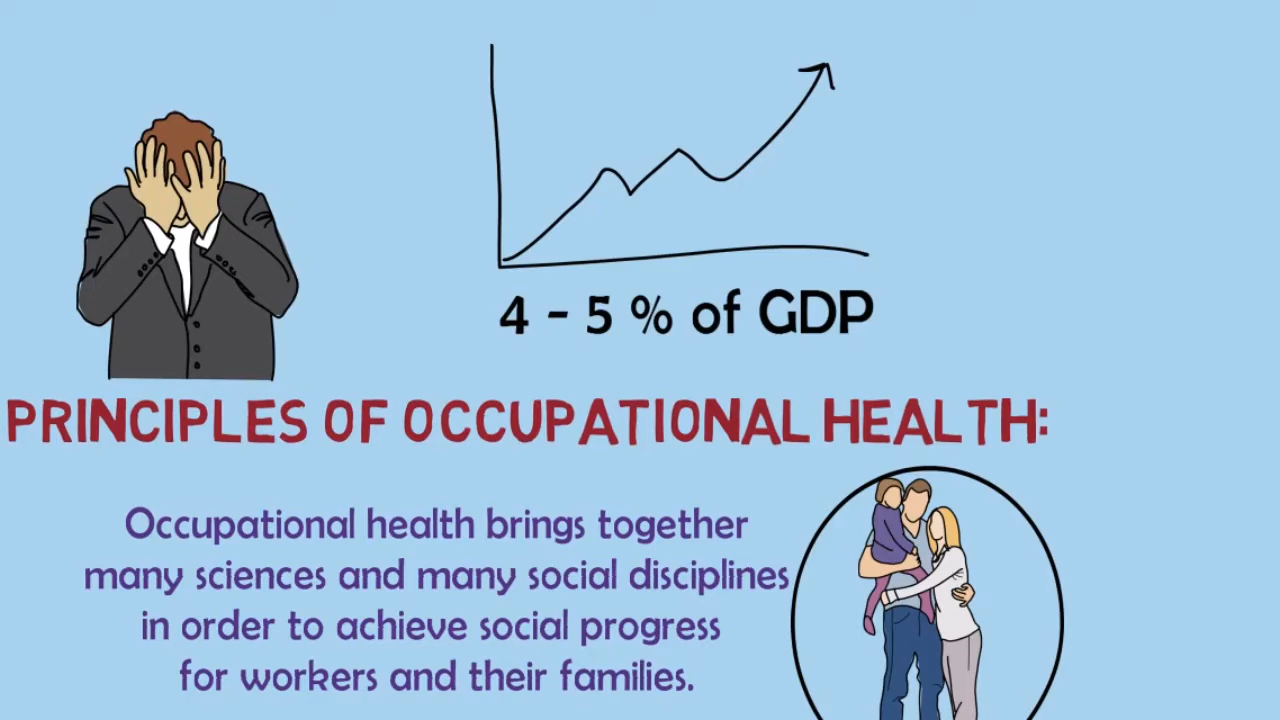 4 - 5 % of GDP
PRINCIPLES OF OCCUPATIONAL HEALTH:
Occupational health brings together
many sciences and many social disciplines
in order to achieve social progress
for workers and their families.